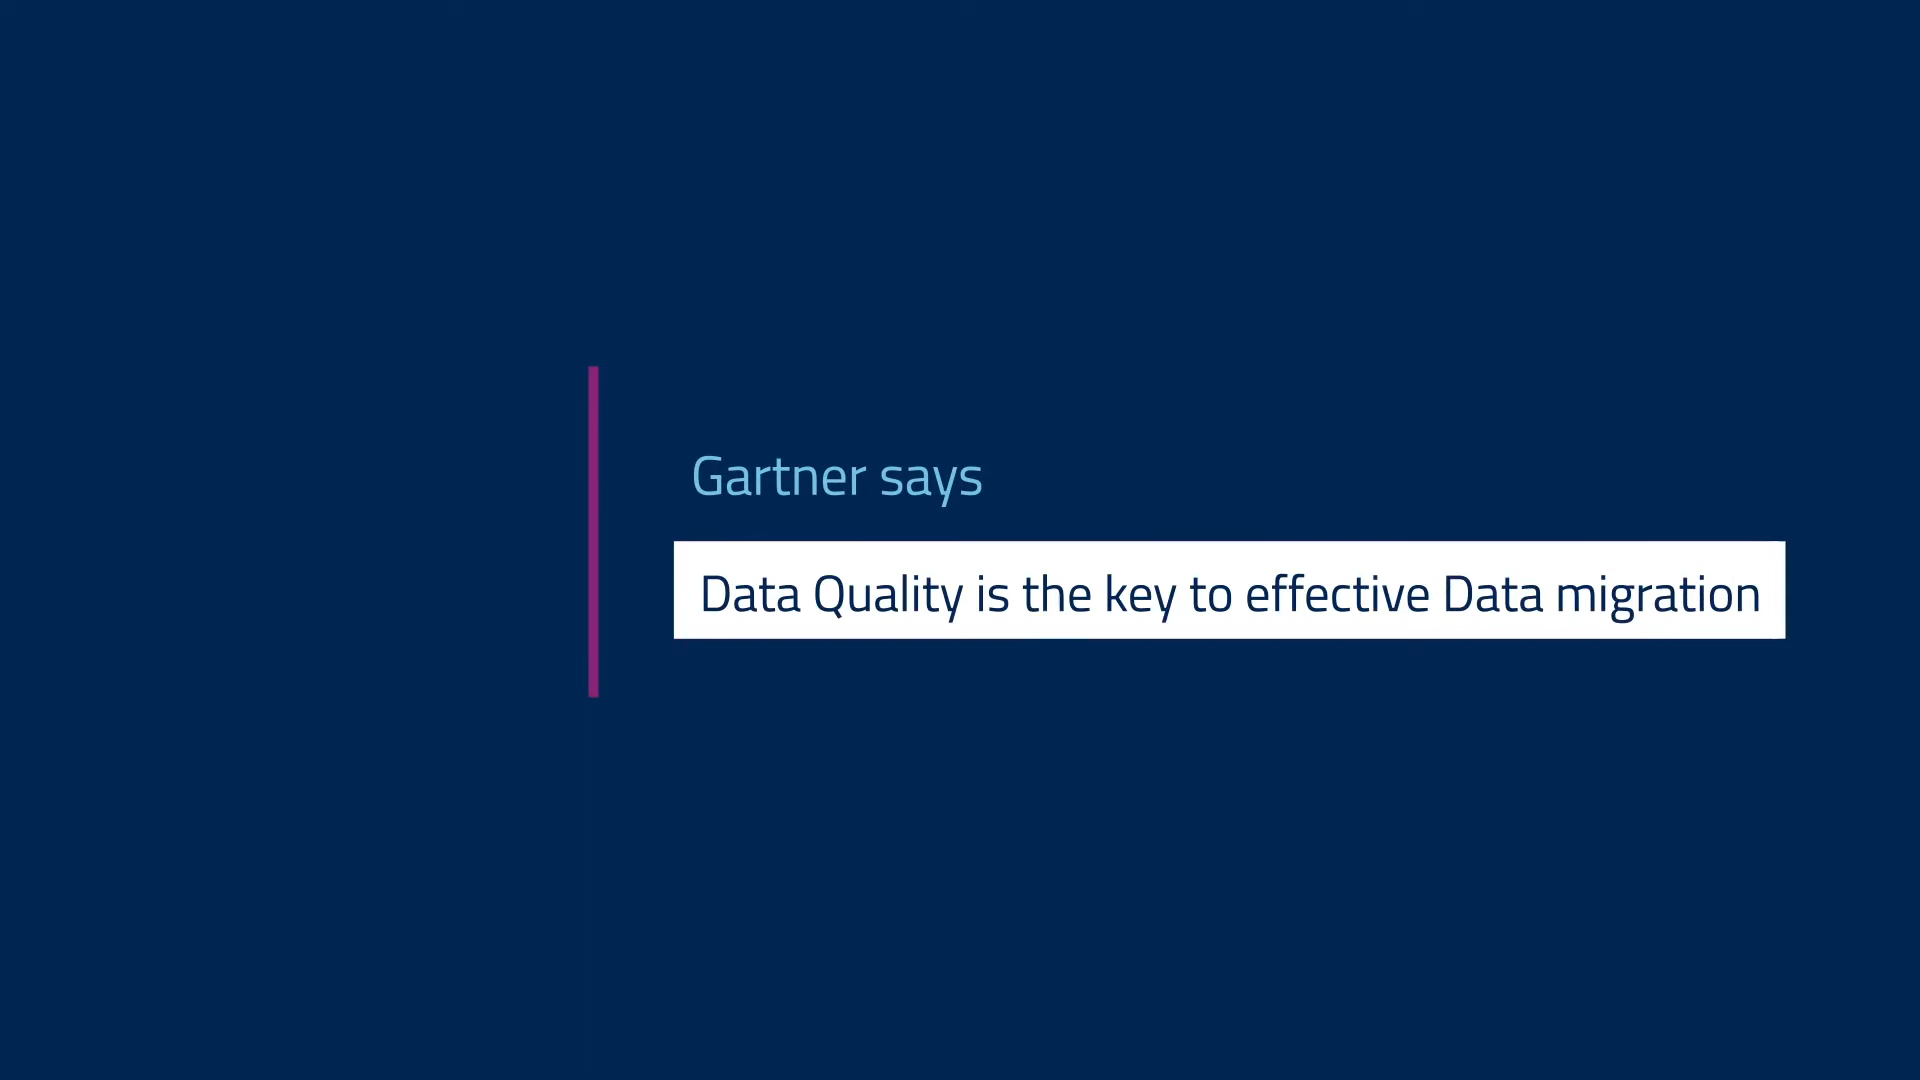 Gartner says
Data Quality is the key to effective Data migration